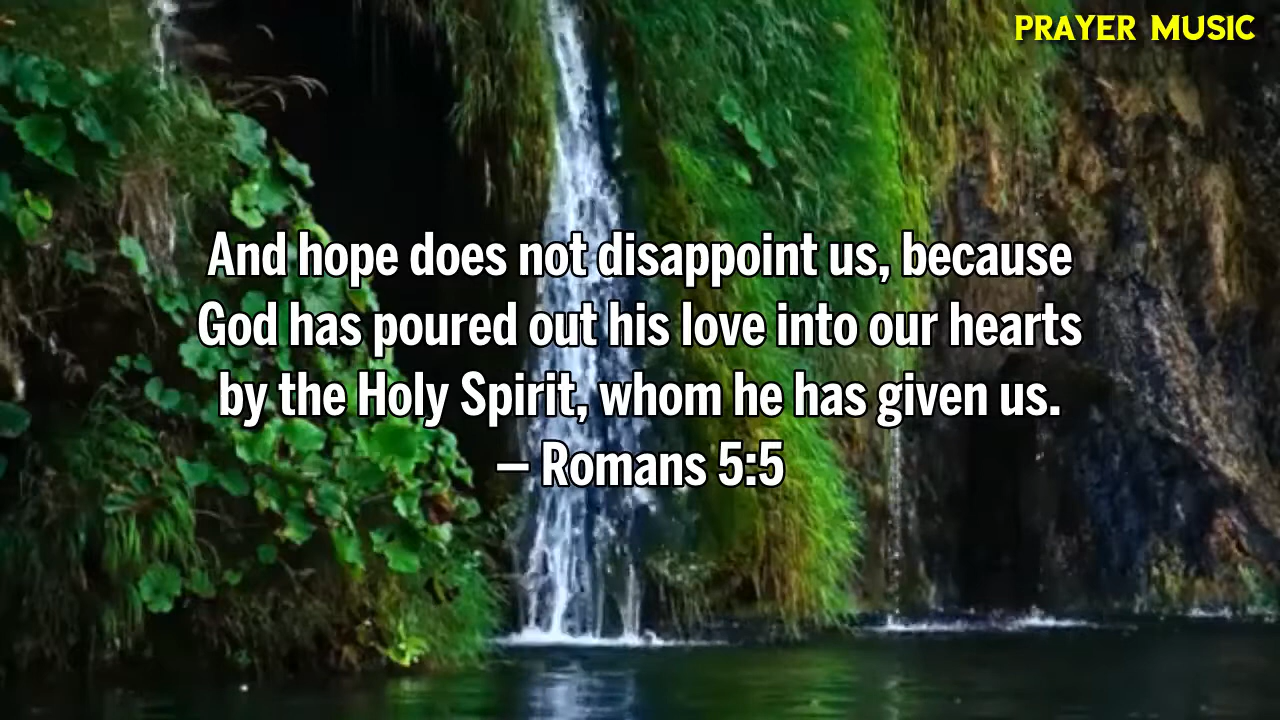 PRAYER MUSIC
And hope does not disappoint us, because
God has poured out his love into our hearts
by the Holy Spirit, whom he has given us.
– Romans 5:5